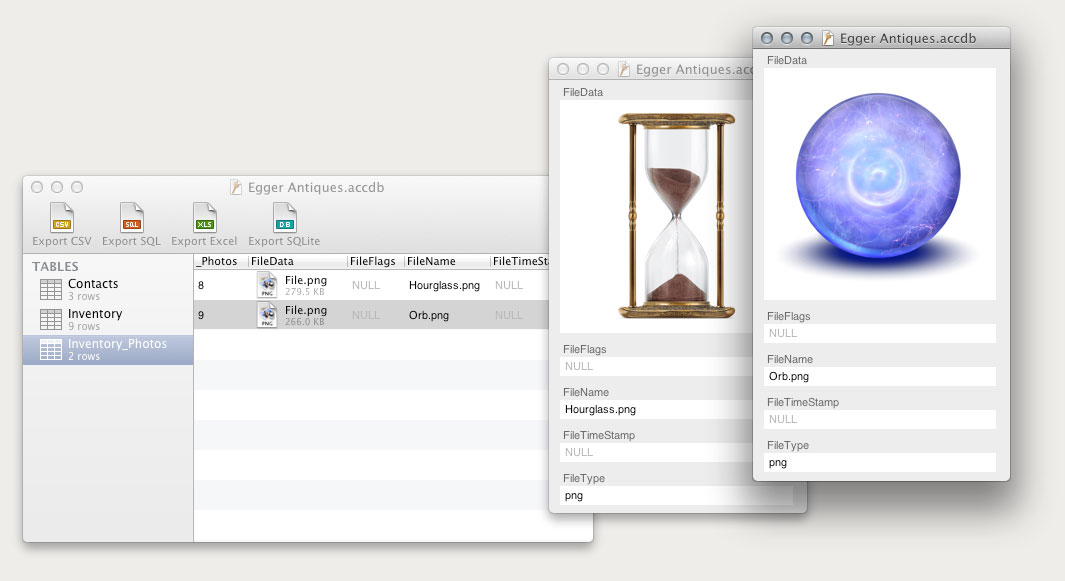 Egger Antiques.accdb
CSV SQL XLS DB
Export CSV Export SQL Export Excel Export SQLite
TABLES
Contacts
3 rows
Inventory
9 rows
Inventory_Photos
2 rows
_Photos FileData FileFlags FileName FileTimeSta
8 File.png NULL Hourglass.png NULL
PNG 279.5 KB
9 File.png NULL Orb.png NULL
PNG 266.0 KB
Egger Antiques.acc
FileData
FileFlags
NULL
FileName
Hourglass.png
FileTimeStamp
NULL
FileType
png
Egger Antiques.accdb
FileData
FileFlags
NULL
FileName
Orb.png
FileTimeStamp
NULL
FileType
png